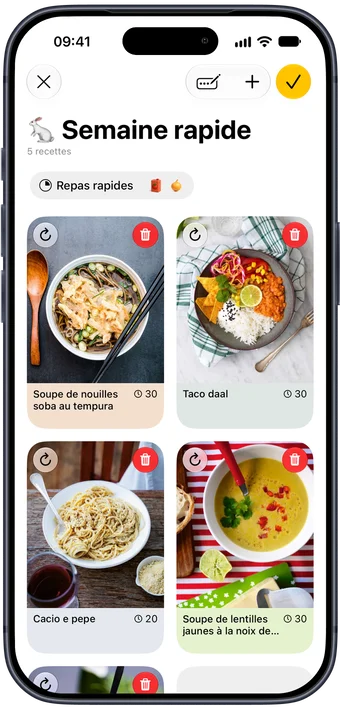 09:41
Semaine rapide
5 recettes
Repas rapides
Soupe de nouilles
soba au tempura
30
Taco daal
30
Cacio e pepe
20
Soupe de lentilles
jaunes à la noix de...
30